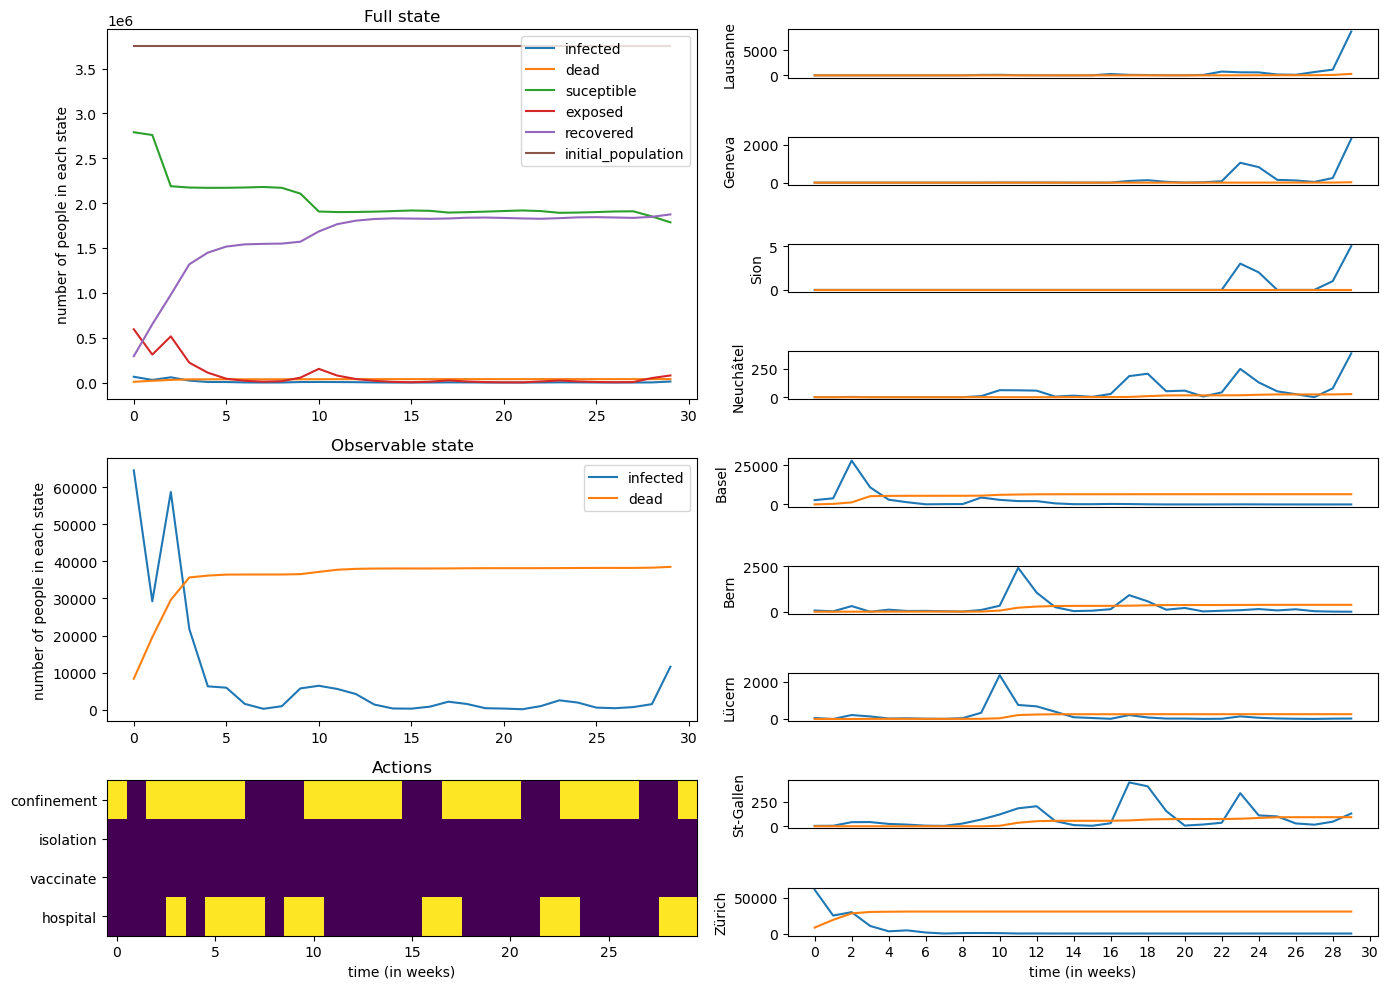 Full state
1e6
number of people in each state
3.5
3.0
2.5
2.0
1.5
1.0
0.5
0.0
infected
dead
suceptible
exposed
recovered
initial_population
0 5 10 15 20 25 30
Observable state
number of people in each state
60000
50000
40000
30000
20000
10000
0
infected
dead
0 5 10 15 20 25 30
Actions
confinement
isolation
vaccinate
hospital
0 5 10 15 20 25
time (in weeks)
Lausanne
5000
0
Geneva
2000
0
Sion
5
0
Neuchâtel
250
0
Basel
25000
0
Bern
2500
0
Lücern
2000
0
St-Gallen
250
0
Zürich
50000
0
0 2 4 6 8 10 12 14 16 18 20 22 24 26 28 30
time (in weeks)